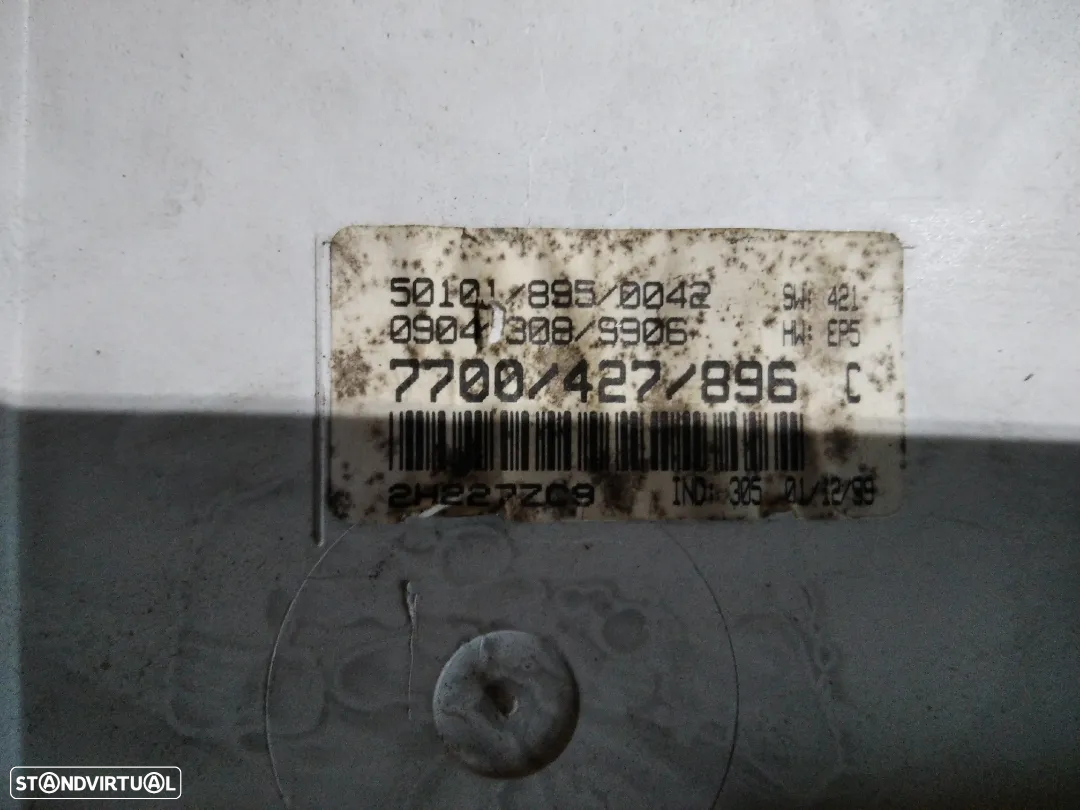 50101/895/0042 SW: 421
0904/308/9906 HW: EP5
7700/427/896 C
2H227ZC9 IND: 305 01/12/99
STANDVIRTUAL